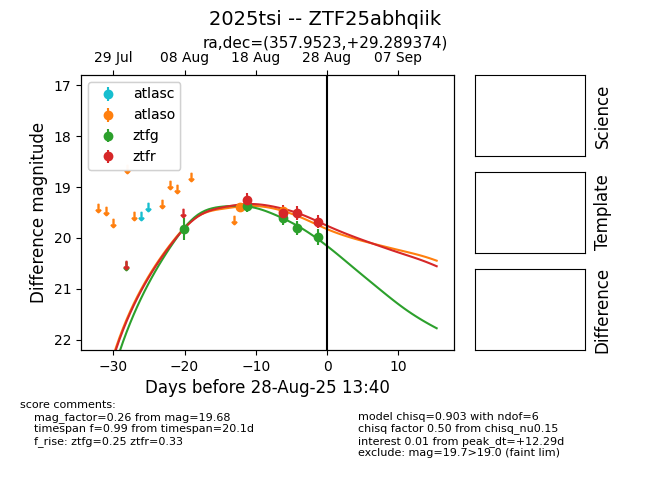 2025tsi -- ZTF25abhqiik
ra,dec=(357.9523,+29.289374)
29 Jul 08 Aug 18 Aug 28 Aug 07 Sep
atlasc
atlaso
ztfg
ztfr
17
18
19
20
21
22
Difference magnitude
−30 −20 −10 0 10
Days before 28-Aug-25 13:40
Science
Template
Difference
score comments:
mag_factor=0.26 from mag=19.68
timespan f=0.99 from timespan=20.1d
f_rise: ztfg=0.25 ztfr=0.33
model chisq=0.903 with ndof=6
chisq factor 0.50 from chisq_nu0.15
interest 0.01 from peak_dt=+12.29d
exclude: mag=19.7>19.0 (faint lim)